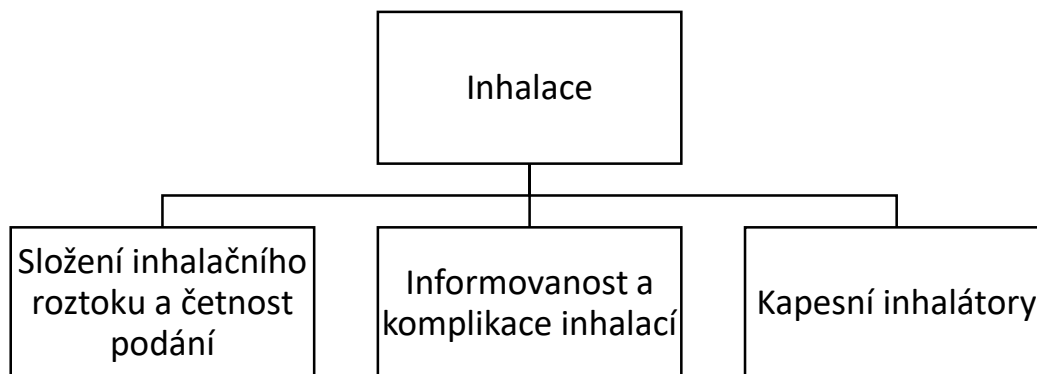 Inhalace
Složení inhalačního
roztoku a četnost
podání
Informovanost a
komplikace inhalací
Kapesní inhalátory